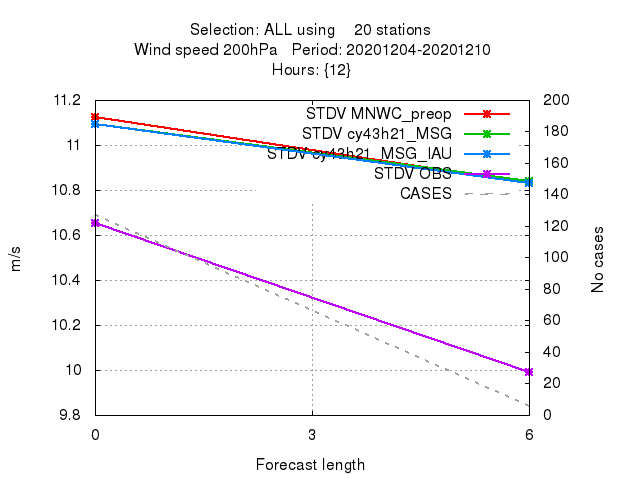 Selection: ALL using 20 stations
Wind speed 200hPa Period: 20201204-20201210
Hours: {12}
11.2
11
10.8
10.6
10.4
10.2
10
9.8
m/s
STDV MNWC_preop
STDV cy43h21_MSG
STDV cy43h21_MSG_IAU
STDV OBS
CASES
200
180
160
140
120
100
80
60
40
20
0
No cases
0 3 6
Forecast length